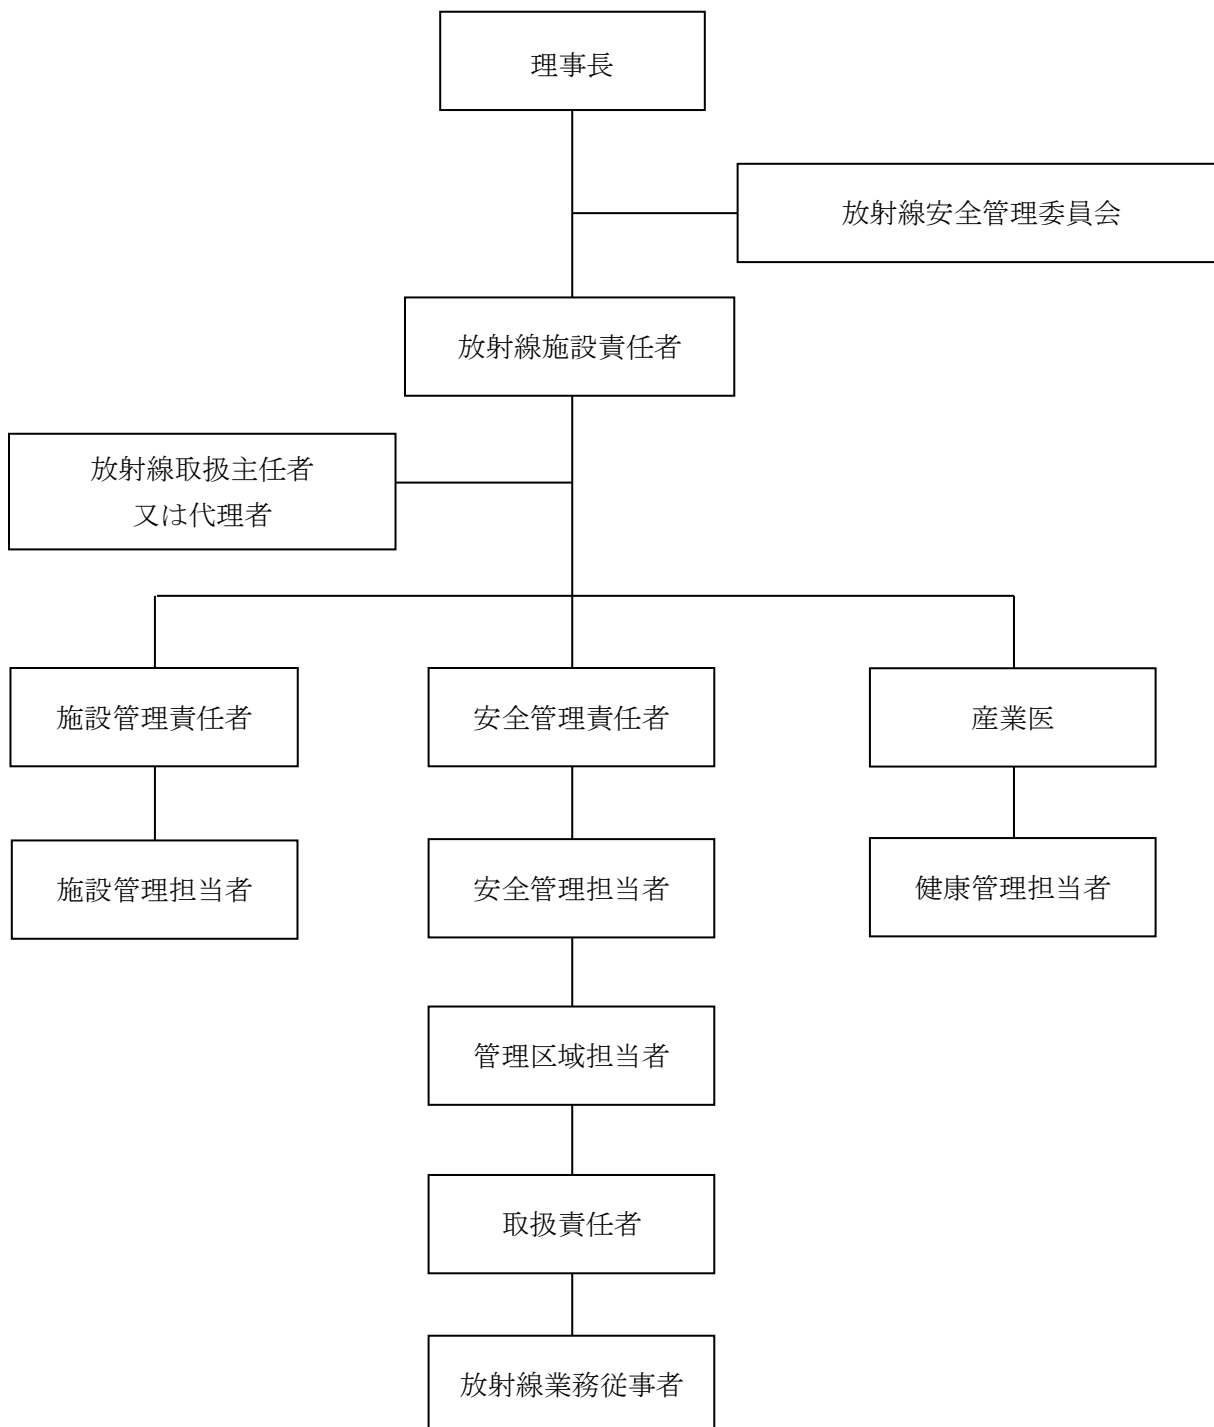 理事長
放射線安全管理委員会
放射線施設責任者
放射線取扱主任者
又は代理者
施設管理責任者
安全管理責任者
産業医
施設管理担当者
安全管理担当者
健康管理担当者
管理区域担当者
取扱責任者
放射線業務従事者